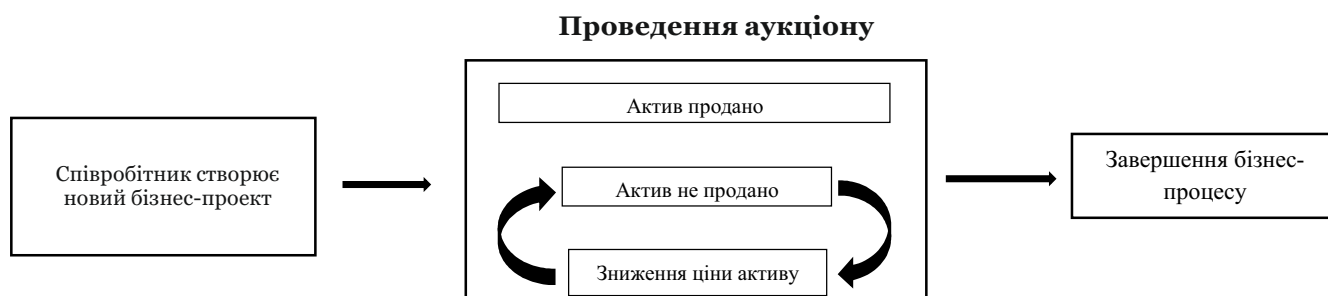 Проведення аукціону
Актив продано
Співробітник створює
новий бізнес-проект
Актив не продано
Зниження ціни активу
Завершення бізнес-
процесу